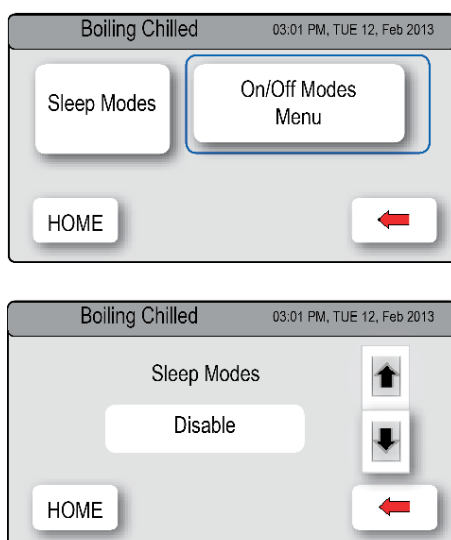 Boiling Chilled 03:01 PM, TUE 12, Feb 2013
Sleep Modes
On/Off Modes
Menu
HOME
Boiling Chilled 03:01 PM, TUE 12, Feb 2013
Sleep Modes
Disable
HOME